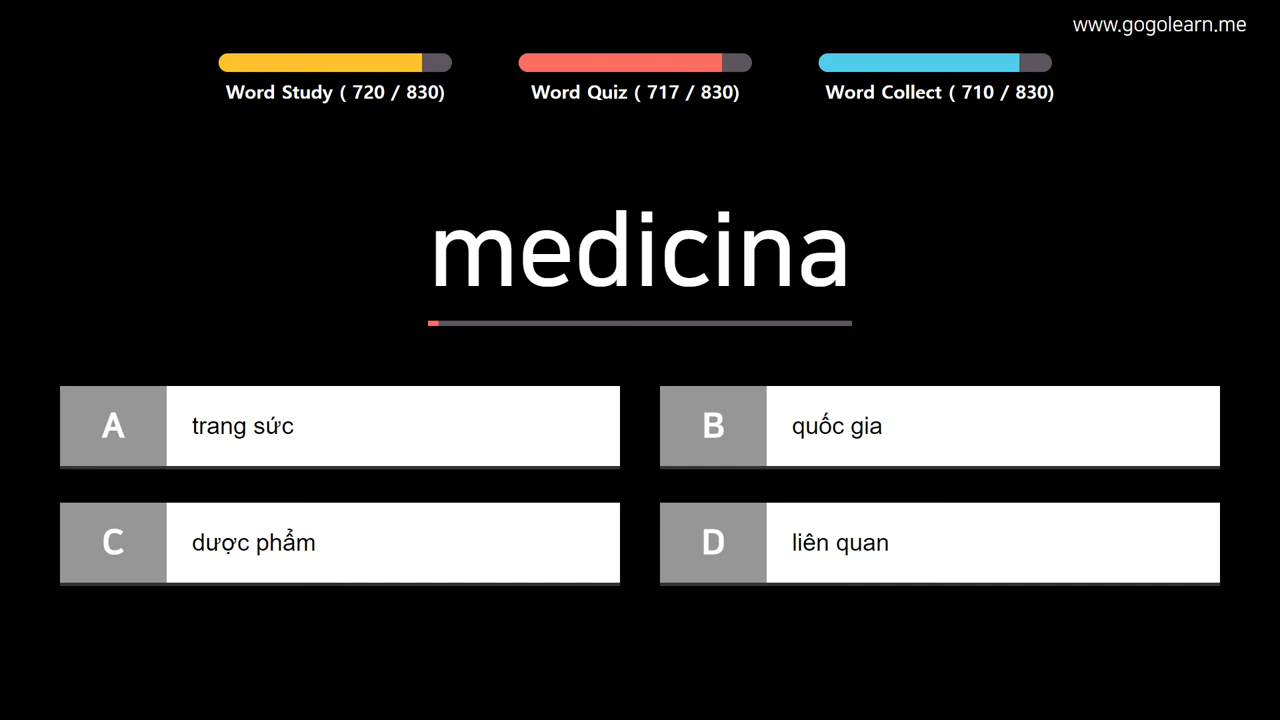 www.gogolearn.me
Word Study ( 720 / 830)
Word Quiz ( 717 / 830)
Word Collect ( 710 / 830)
medicina
A trang sức
B quốc gia
C dược phẩm
D liên quan